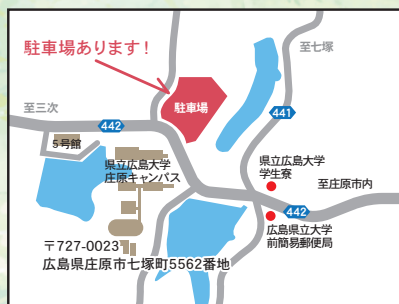 駐車場あります！
至七塚
至三次
442
駐車場
441
5号館
県立広島大学
庄原キャンパス
県立広島大学
学生寮
至庄原市内
442
広島県立大学
前簡易郵便局
〒727-0023
広島県庄原市七塚町5562番地